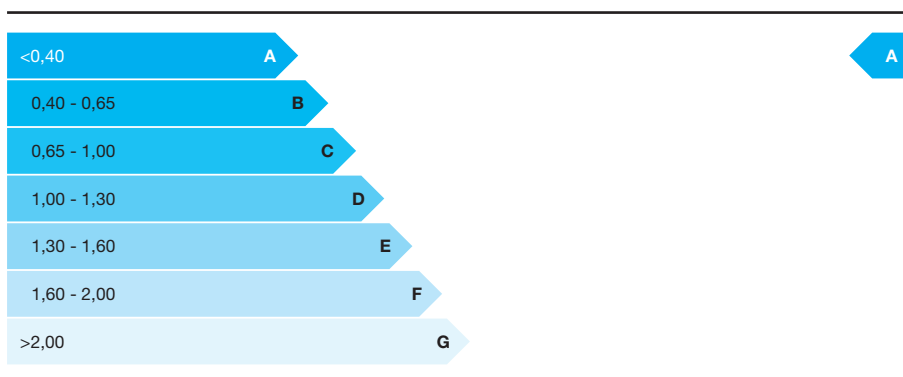 <0,40 A A
0,40 - 0,65 B
0,65 - 1,00 C
1,00 - 1,30 D
1,30 - 1,60 E
1,60 - 2,00 F
>2,00 G